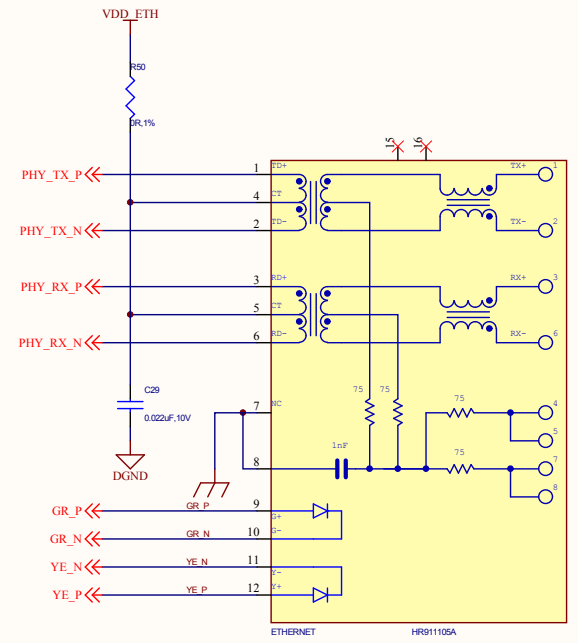 VDD_ETH
R50
0R,1%
15
16
PHY_TX_P
1
TD+
TX+
1
4
CT
PHY_TX_N
2
TD-
TX-
2
PHY_RX_P
3
RD+
RX+
3
5
CT
PHY_RX_N
6
RD-
RX-
6
C29
0.022uF,10V
DGND
75
75
75
4
7
NC
5
1nF
75
7
8
8
GR_P
GR_P
9
G+
GR_N
GR_N
10
G-
YE_N
YE_N
11
Y-
YE_P
YE_P
12
Y+
ETHERNET
HR911105A